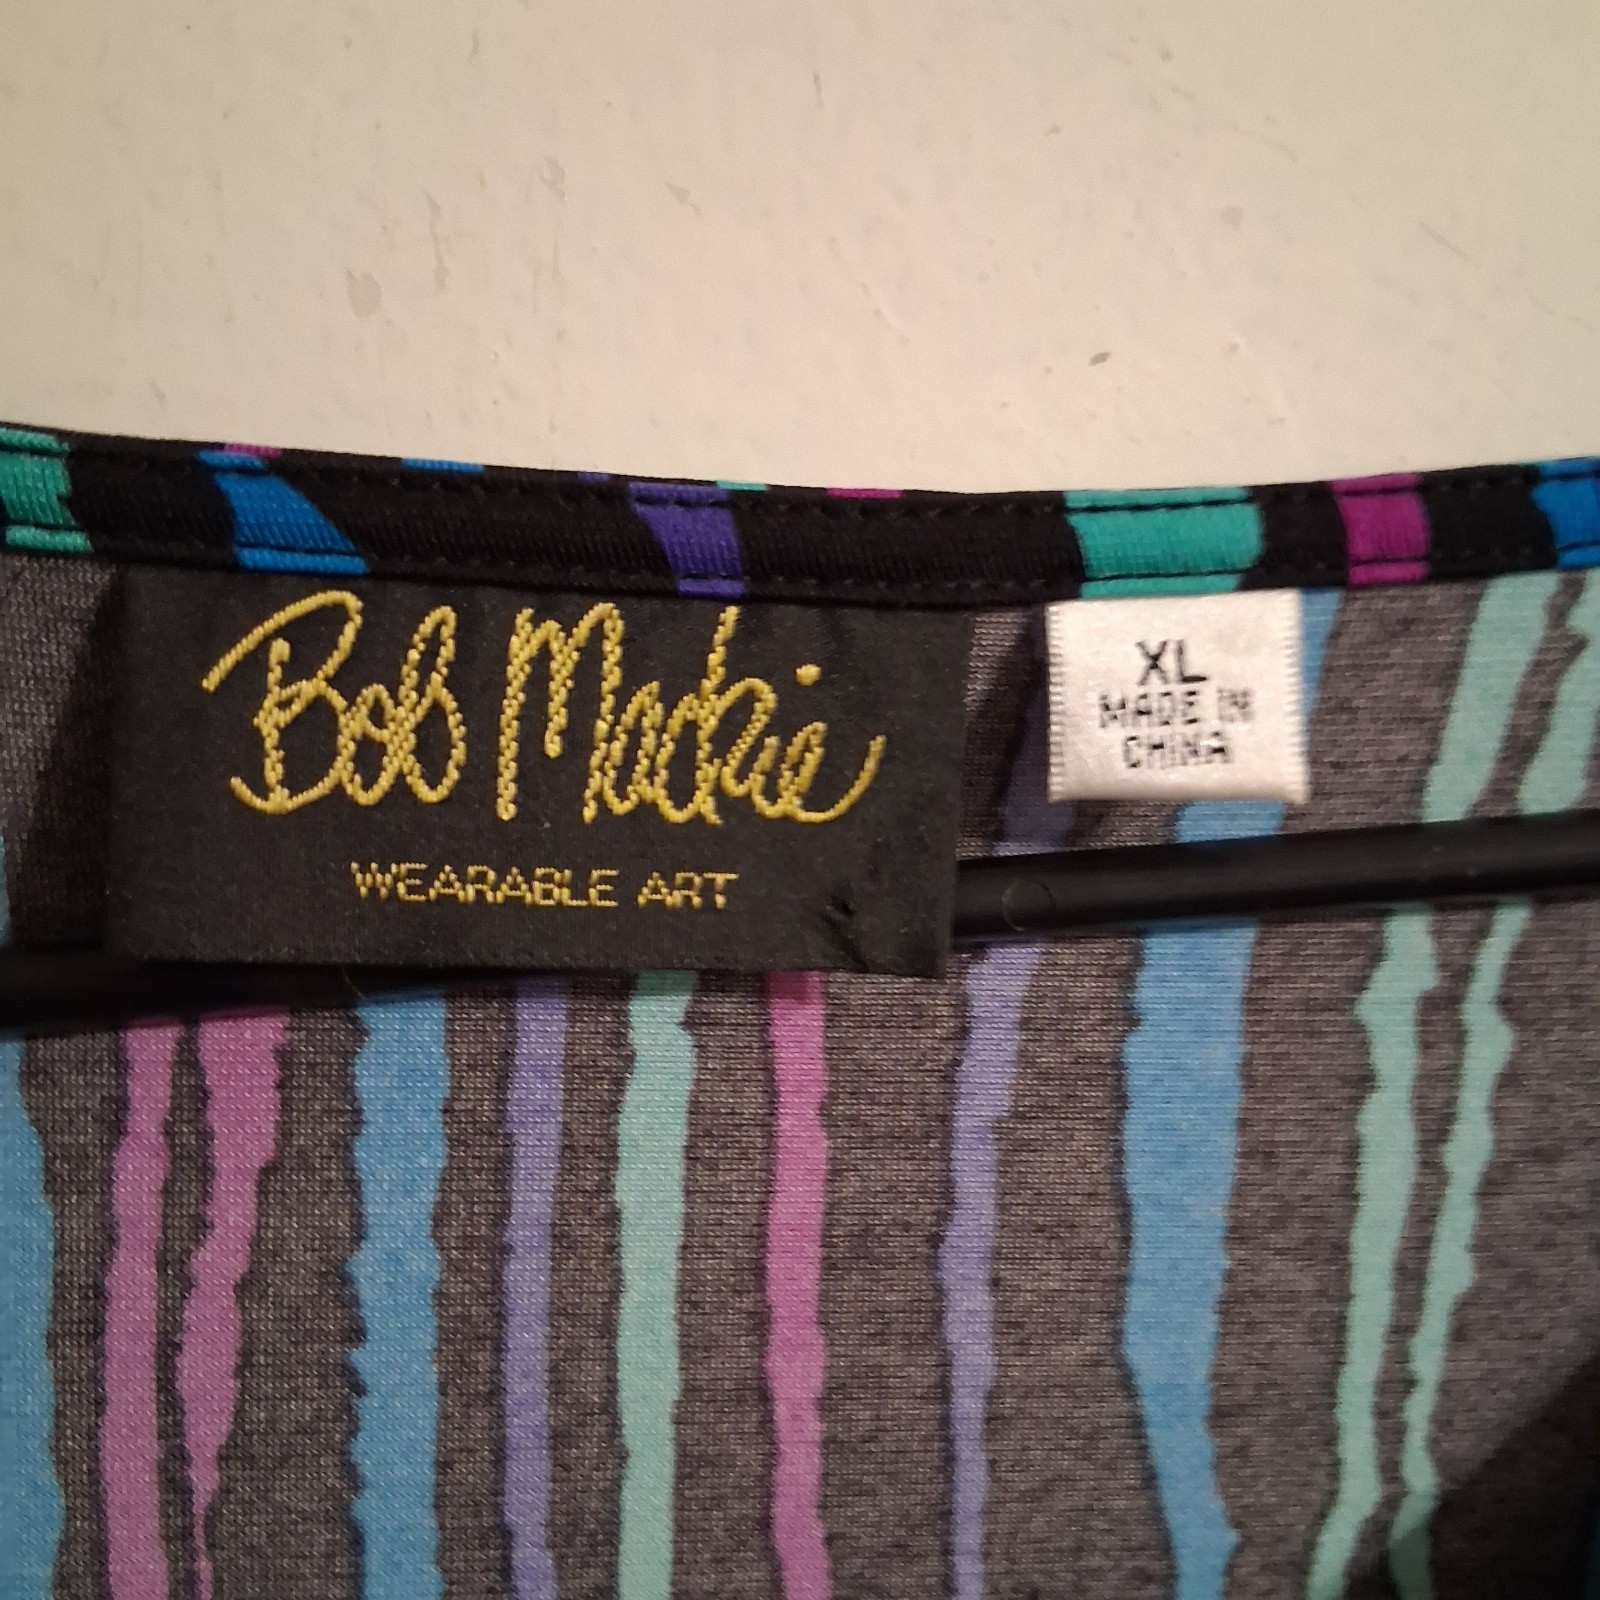 Bob Mackie
WEARABLE ART
XL
MADE IN
CHINA